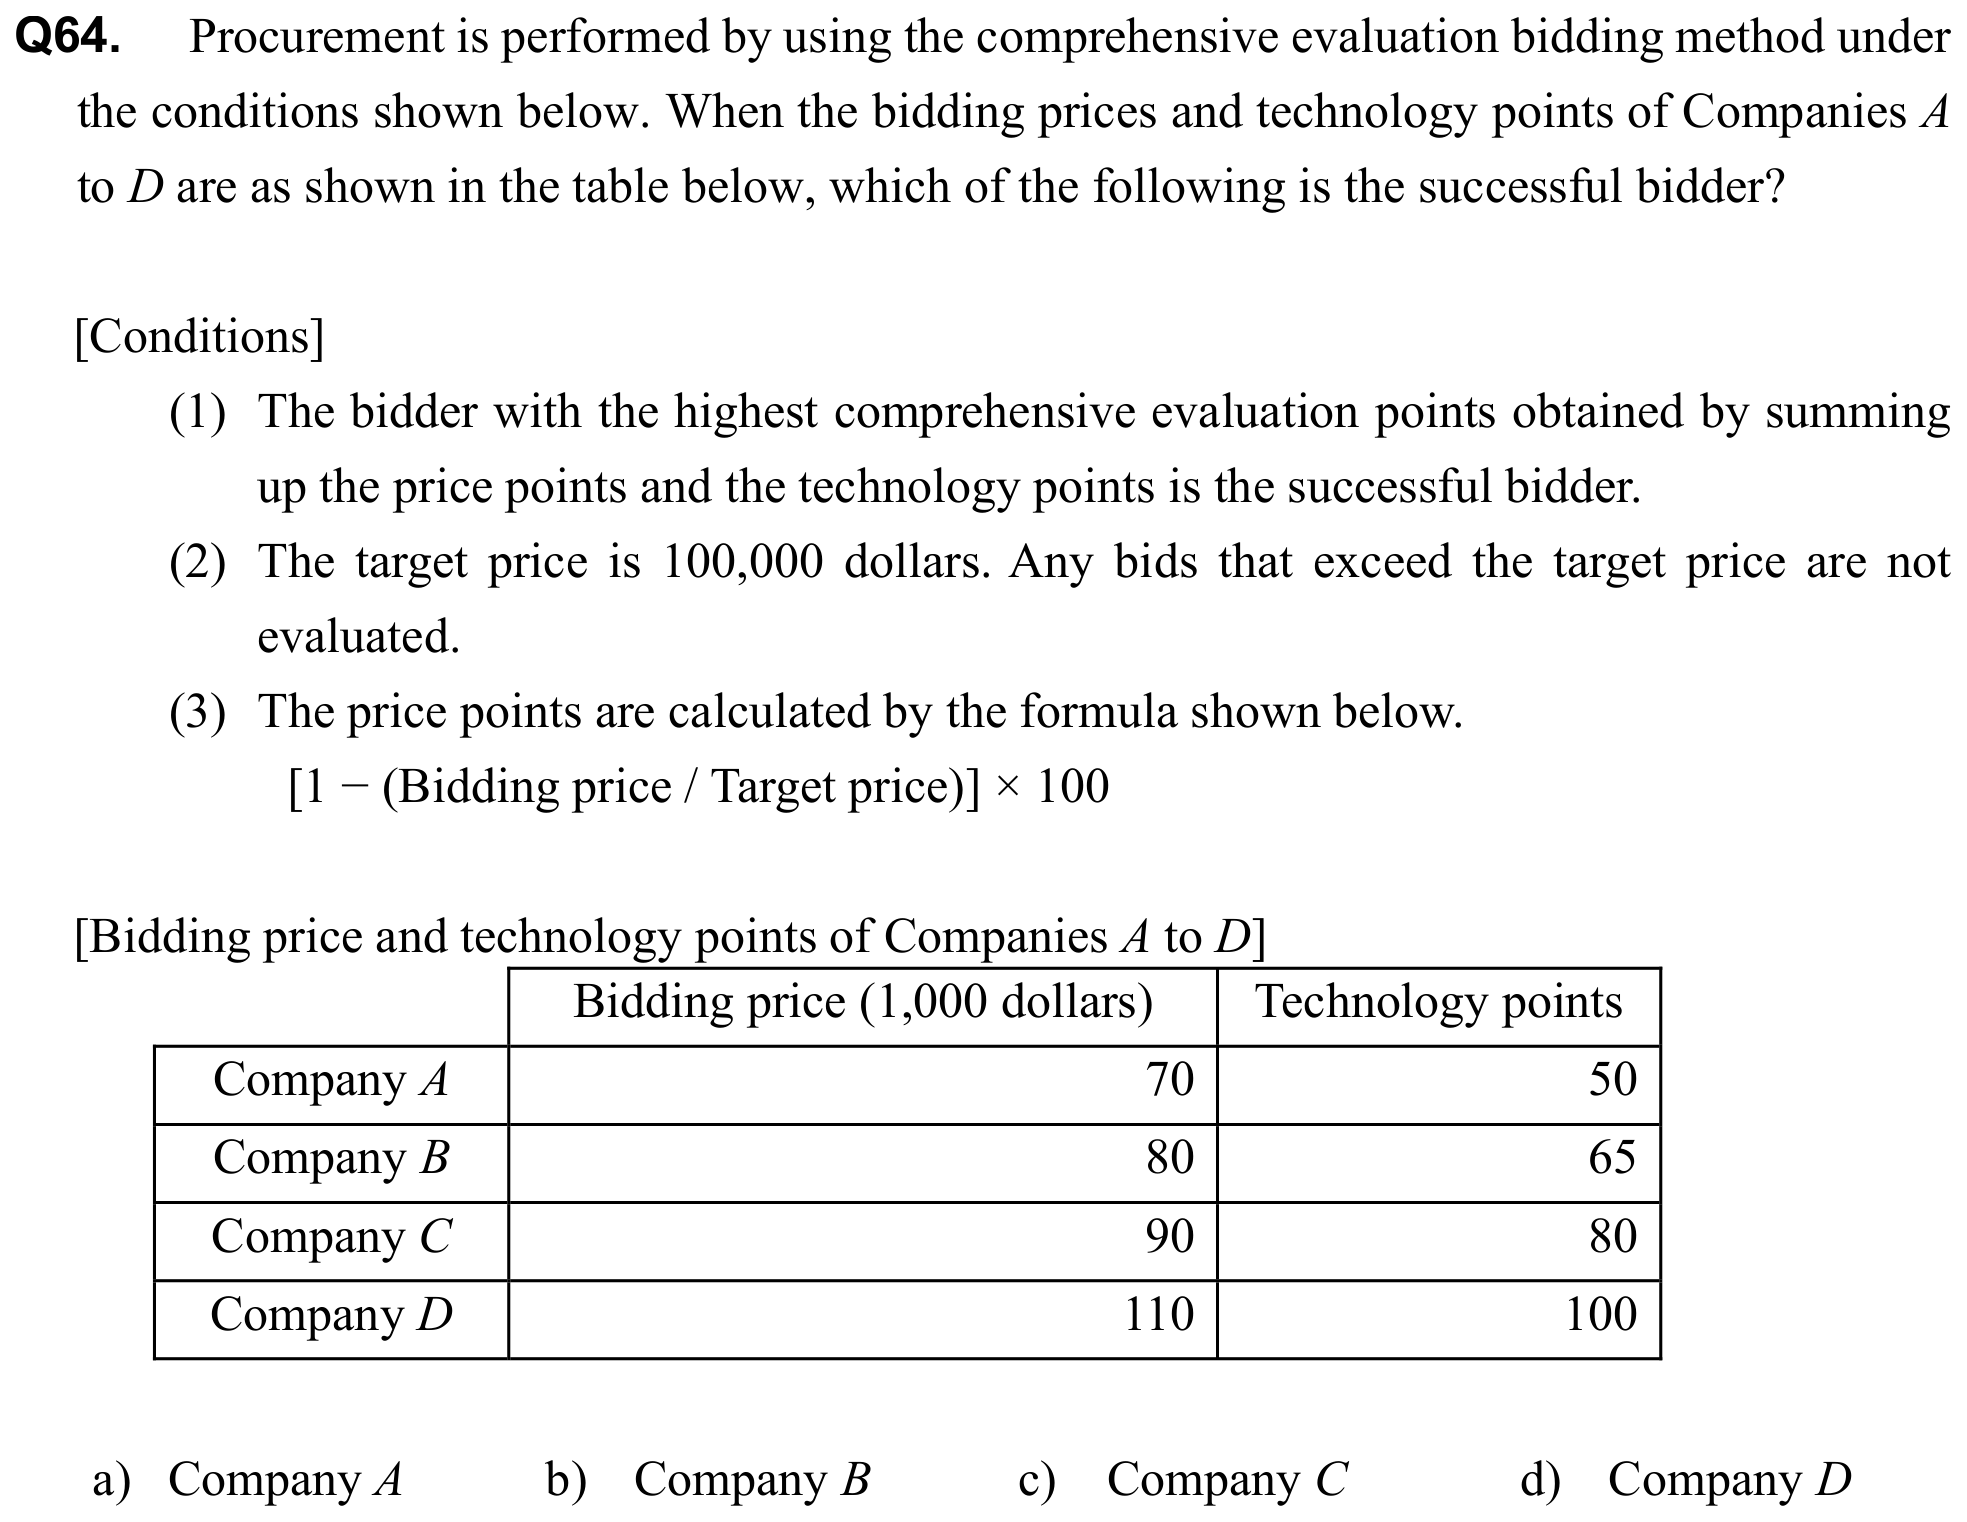 Q64. Procurement is performed by using the comprehensive evaluation bidding method under
the conditions shown below. When the bidding prices and technology points of Companies A
to D are as shown in the table below, which of the following is the successful bidder?
[Conditions]
(1) The bidder with the highest comprehensive evaluation points obtained by summing
up the price points and the technology points is the successful bidder.
(2) The target price is 100,000 dollars. Any bids that exceed the target price are not
evaluated.
(3) The price points are calculated by the formula shown below.
[1 − (Bidding price / Target price)] × 100
[Bidding price and technology points of Companies A to D]
Bidding price (1,000 dollars) Technology points
Company A 70 50
Company B 80 65
Company C 90 80
Company D 110 100
a) Company A b) Company B c) Company C d) Company D